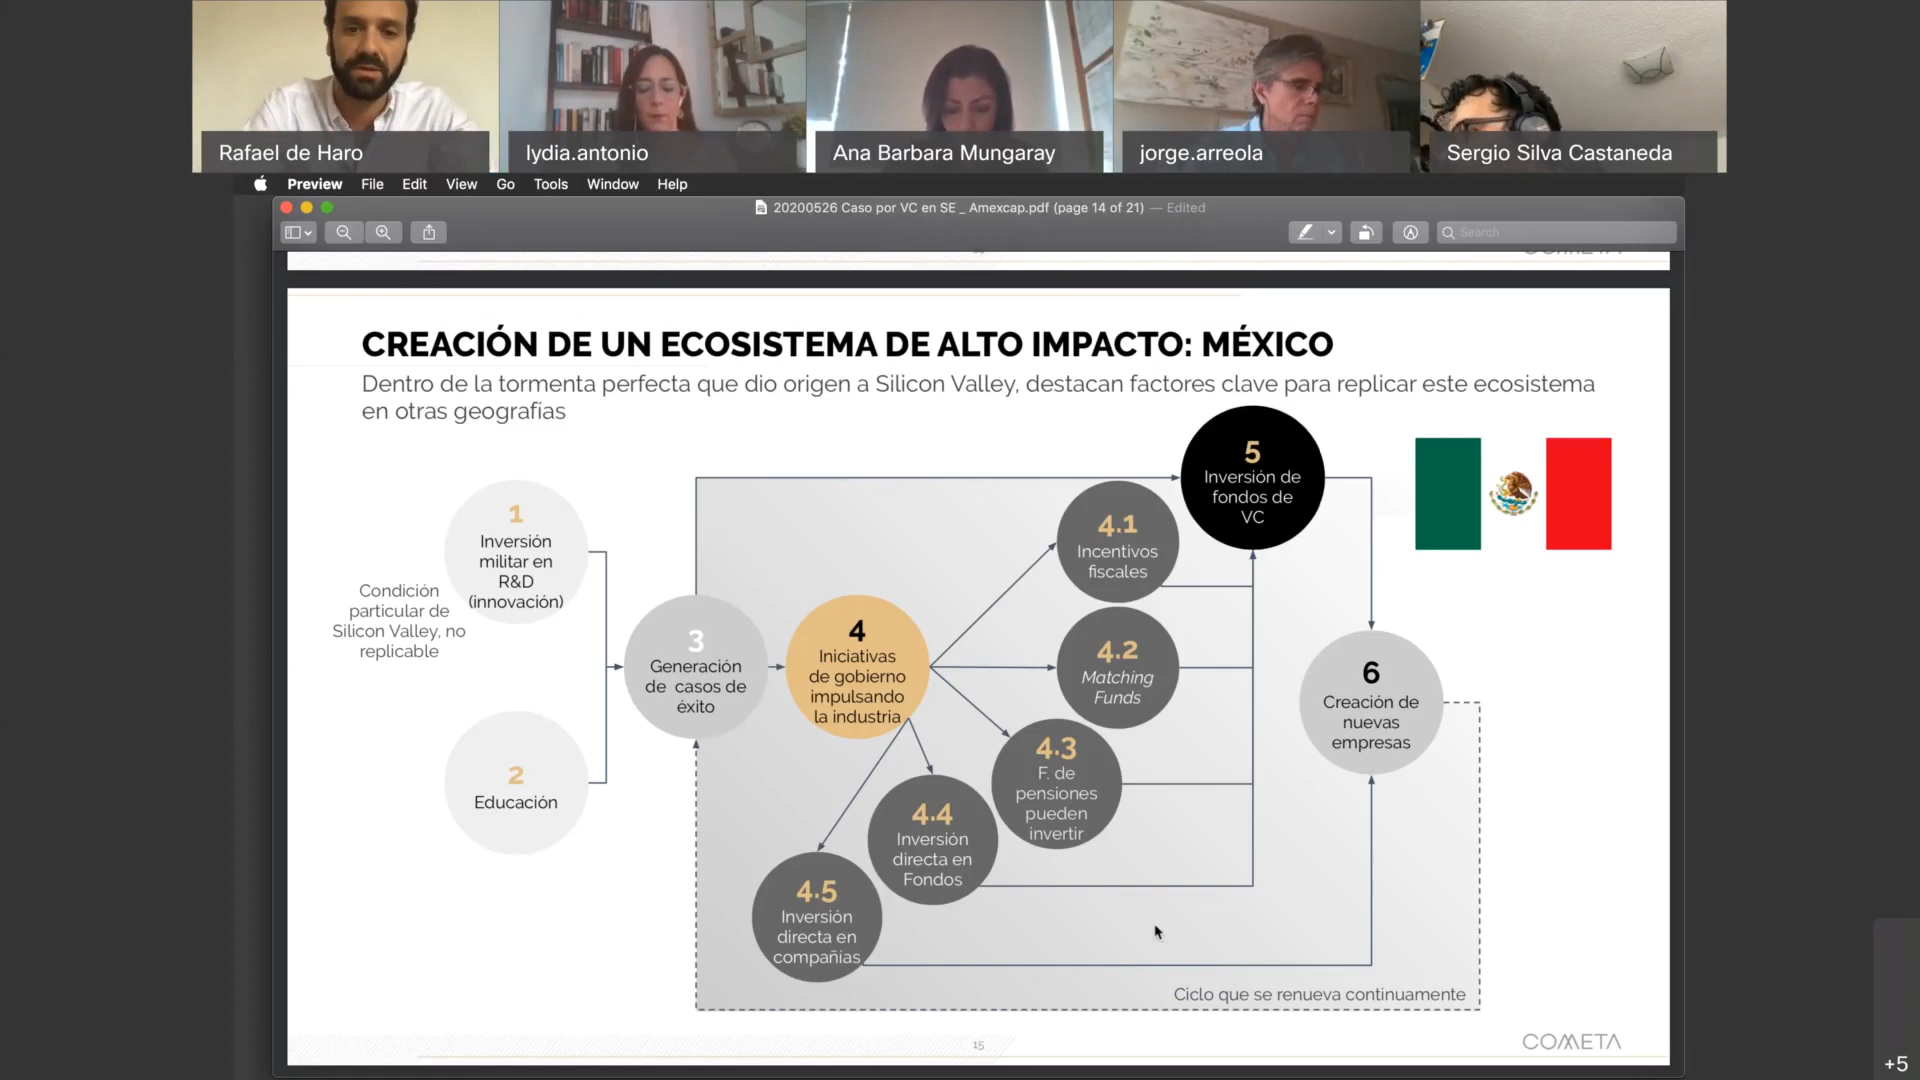 Rafael de Haro
lydia.antonio
Ana Barbara Mungaray
jorge.arreola
Sergio Silva Castaneda
Preview File Edit View Go Tools Window Help
20200526 Caso por VC en SE _ Amexcap.pdf (page 14 of 21) — Edited
Search
COMETA
CREACIÓN DE UN ECOSISTEMA DE ALTO IMPACTO: MÉXICO
Dentro de la tormenta perfecta que dio origen a Silicon Valley, destacan factores clave para replicar este ecosistema
en otras geografías
1
Inversión
militar en
R&D
(innovación)
Condición
particular de
Silicon Valley, no
replicable
2
Educación
3
Generación
de casos de
éxito
4
Iniciativas
de gobierno
impulsando
la industria
4.1
Incentivos
fiscales
4.2
Matching
Funds
4.3
F. de
pensiones
pueden
invertir
4.4
Inversión
directa en
Fondos
4.5
Inversión
directa en
compañias
5
Inversión de
fondos de
VC
6
Creación de
nuevas
empresas
Ciclo que se renueva continuamente
15
COMETA
+5